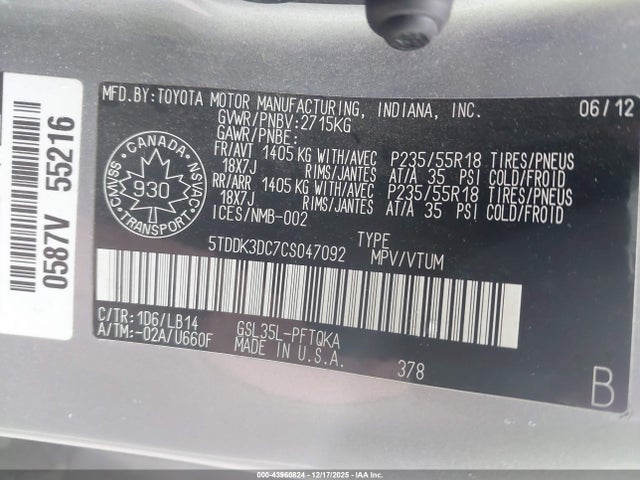 MFD.BY:TOYOTA MOTOR MANUFACTURING, INDIANA, INC. 06/12
GVWR/PNBV:2715KG
GAWR/PNBE:
FR/AVT 1405 KG WITH/AVEC P235/55R18 TIRES/PNEUS
18X7J RIMS/JANTES AT/A 35 PSI COLD/FROID
RR/ARR 1405 KG WITH/AVEC P235/55R18 TIRES/PNEUS
18X7J RIMS/JANTES AT/A 35 PSI COLD/FROID
ICES/NMB-002
CANADA
CMVSS
NSVAC
930
TRANSPORT
5TDDK3DC7CS047092 TYPE
MPV/VTUM
C/TR:1D6/LB14 GSL35L-PFTQKA
A/TM:-02A/U660F MADE IN U.S.A.
378
B
0587V 55216
000-43960824 | 12/17/2025 | IAA Inc.